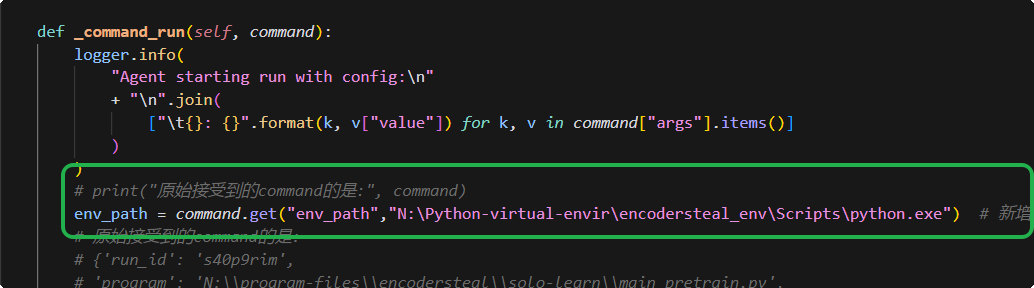 def _command_run(self, command):
logger.info(
"Agent starting run with config:\n"
+ "\n".join(
["\t{}: {}".format(k, v["value"]) for k, v in command["args"].items()]
)
)
# print("原始接受到的command的是:", command)
env_path = command.get("env_path","N:\Python-virtual-envir\encodersteal_env\Scripts\python.exe")  # 新增
# 原始接受到的command的是:
# {'run_id': 's40p9rim',
# 'program': 'N:\\program-files\\encodersteal\\solo-learn\\main_pretrain.py',